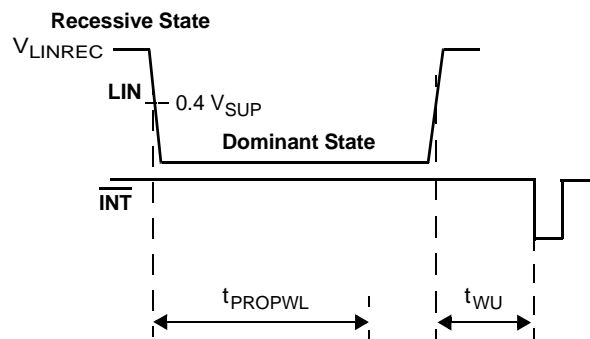 Recessive State
VLINREC
LIN
0.4 VSUP
Dominant State
INT
tPROPWL
tWU